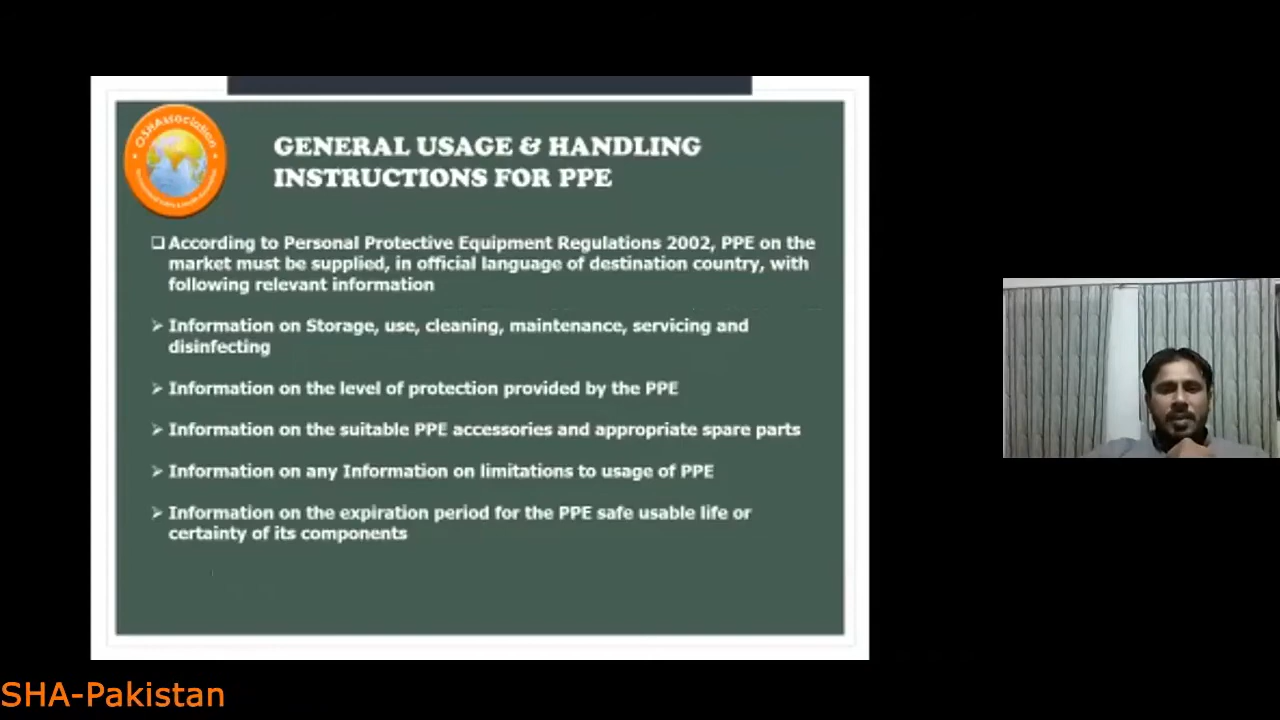 OSHAssociation
GENERAL USAGE & HANDLING
INSTRUCTIONS FOR PPE
❑ According to Personal Protective Equipment Regulations 2002, PPE on the
market must be supplied, in official language of destination country, with
following relevant information
➢ Information on Storage, use, cleaning, maintenance, servicing and
disinfecting
➢ Information on the level of protection provided by the PPE
➢ Information on the suitable PPE accessories and appropriate spare parts
➢ Information on any Information on limitations to usage of PPE
➢ Information on the expiration period for the PPE safe usable life or
certainty of its components
SHA-Pakistan